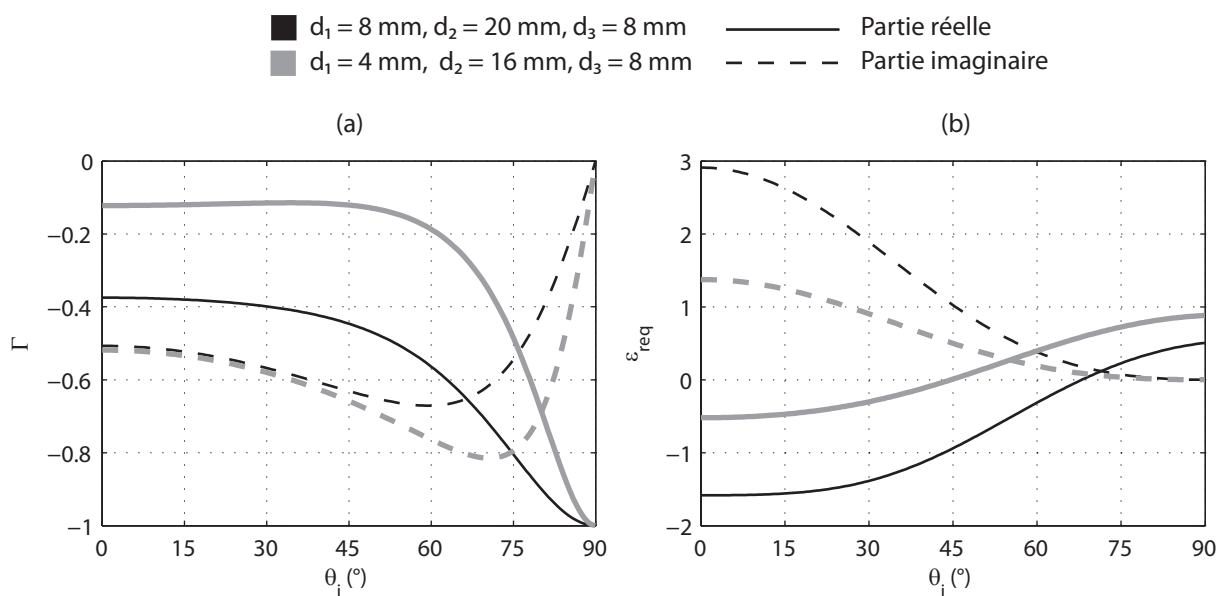 d₁ = 8 mm, d₂ = 20 mm, d₃ = 8 mm
Partie réelle
d₁ = 4 mm, d₂ = 16 mm, d₃ = 8 mm
Partie imaginaire
(a)
0
−0.2
−0.4
−0.6
−0.8
−1
Γ
0 15 30 45 60 75 90
θᵢ (°)
(b)
3
2
1
0
−1
−2
εreq
0 15 30 45 60 75 90
θᵢ (°)